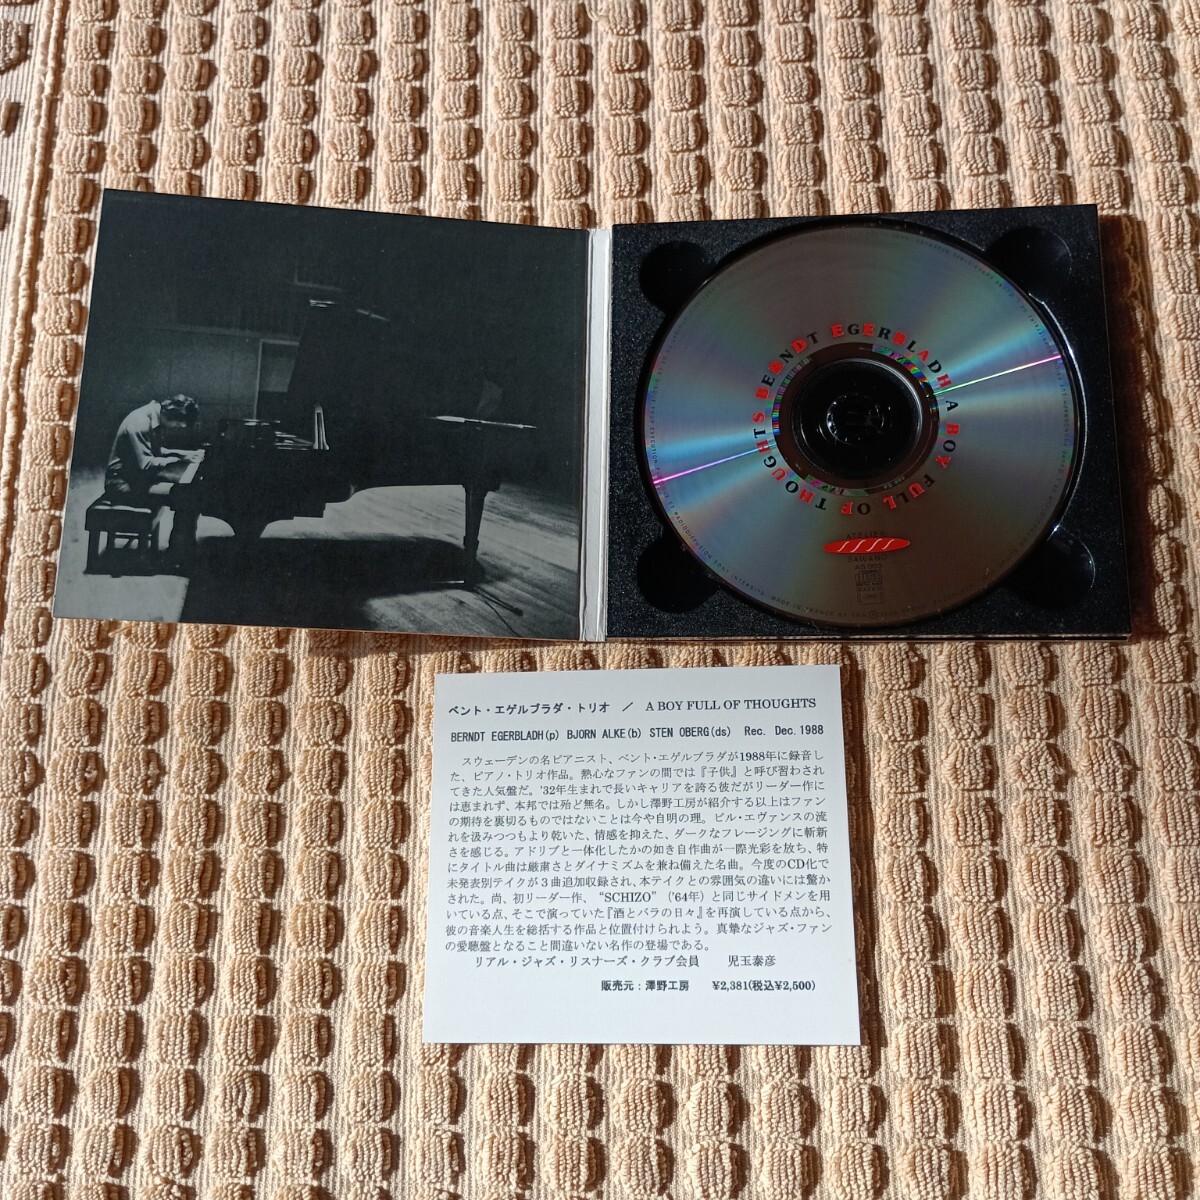 BERNDT EGERBLADH A BOY FULL OF THOUGHTS
ATELIER
SAWANO
AS 003
ベント・エゲルブラダ・トリオ ／ A BOY FULL OF THOUGHTS
BERNDT EGERBLADH(p) BJORN ALKE(b) STEN OBERG(ds) Rec. Dec. 1988
スウェーデンの名ピアニスト、ベント・エゲルブラダが1988年に録音し
た、ピアノ・トリオ作品。熱心なファンの間では『子供』と呼び習わされ
てきた人気盤だ。'32年生まれで長いキャリアを誇る彼だがリーダー作に
は恵まれず、本邦では殆ど無名。しかし澤野工房が紹介する以上はファン
の期待を裏切るものではないことは今や自明の理。ビル・エヴァンスの流
れを汲みつつもより乾いた、情感を抑えた、ダークなフレージングに斬新
さを感じる。アドリブと一体化したかの如き自作曲が一際光彩を放ち、特
にタイトル曲は厳粛さとダイナミズムを兼ね備えた名曲。今度のCD化で
未発表別テイクが３曲追加収録され、本テイクとの雰囲気の違いには驚か
された。尚、初リーダー作、“SCHIZO”（'64年）と同じサイドメンを用
いている点、そこで演っていた『酒とバラの日々』を再演している点から、
彼の音楽人生を総括する作品と位置付けられよう。真摯なジャズ・ファン
の愛聴盤となること間違いない名作の登場である。
リアル・ジャズ・リスナーズ・クラブ会員 児玉泰彦
販売元：澤野工房 ¥2,381(税込¥2,500)